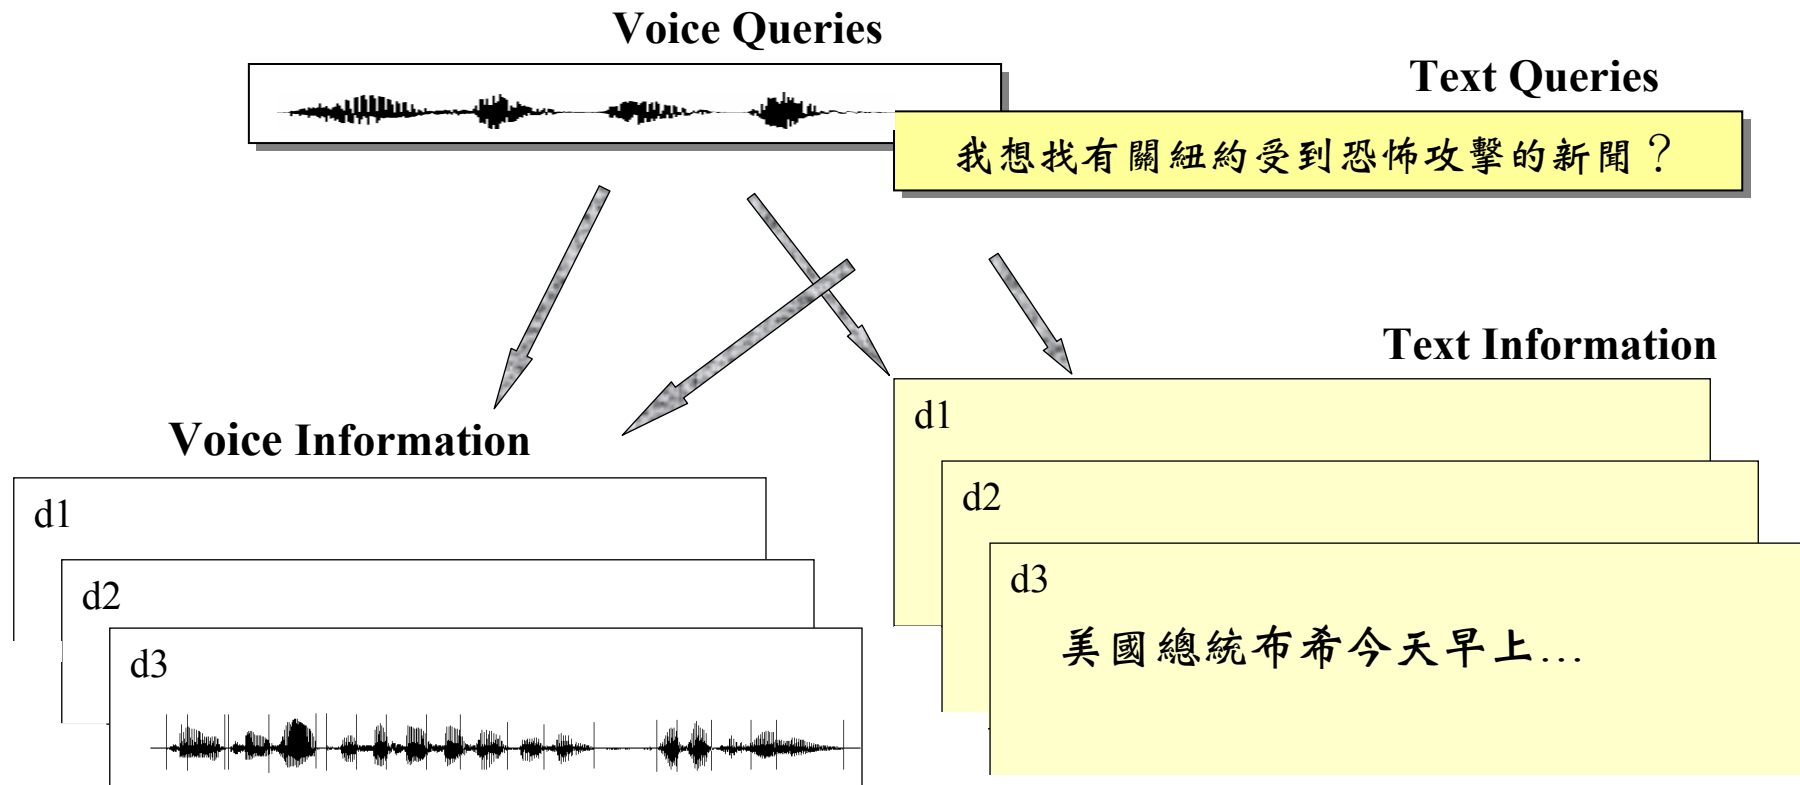 Voice Queries
Text Queries
我想找有關紐約受到恐怖攻擊的新聞？
Text Information
Voice Information
d1
d2
d3
d1
d2
d3
美國總統布希今天早上…